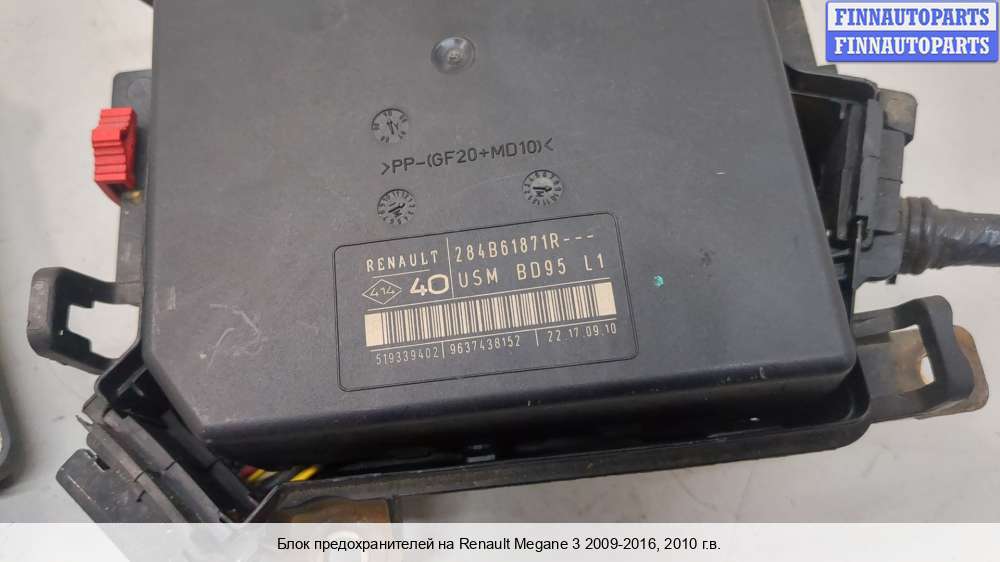 FINNAUTOPARTS
FINNAUTOPARTS
>PP-(GF20+MD10)<
RENAULT
284B61871R---
414
40
USM BD95 L1
519339402
9637438152
22.17.09.10
Блок предохранителей на Renault Megane 3 2009-2016, 2010 г.в.